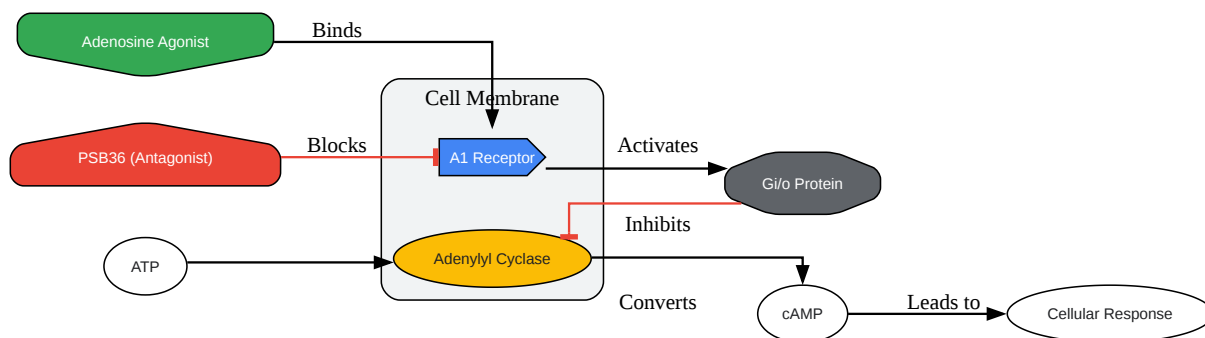 Adenosine Agonist
Binds
Cell Membrane
PSB36 (Antagonist)
Blocks
A1 Receptor
Activates
Gi/o Protein
Inhibits
ATP
Adenylyl Cyclase
Converts
cAMP
Leads to
Cellular Response